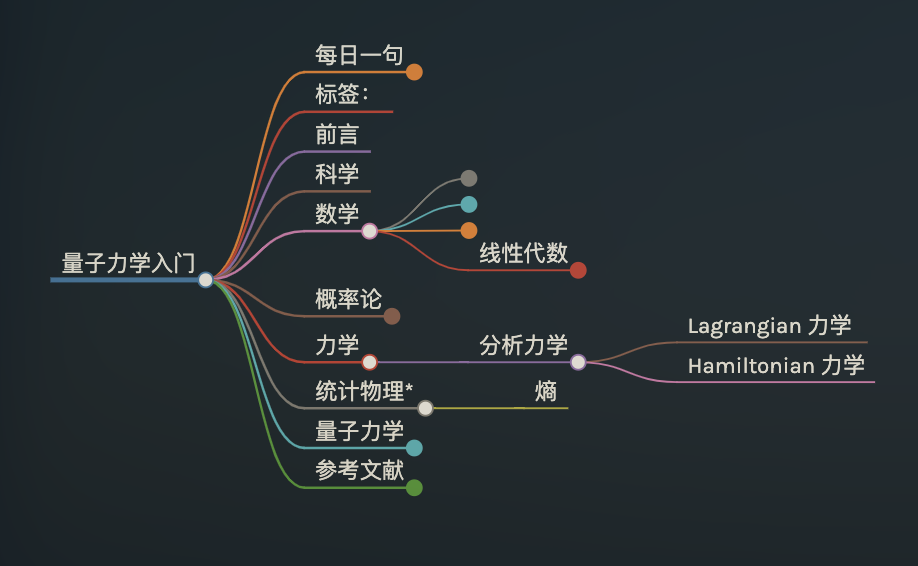 每日一句
标签：
前言
科学
数学
线性代数
量子力学入门
概率论
力学
分析力学
Lagrangian 力学
Hamiltonian 力学
统计物理*
熵
量子力学
参考文献